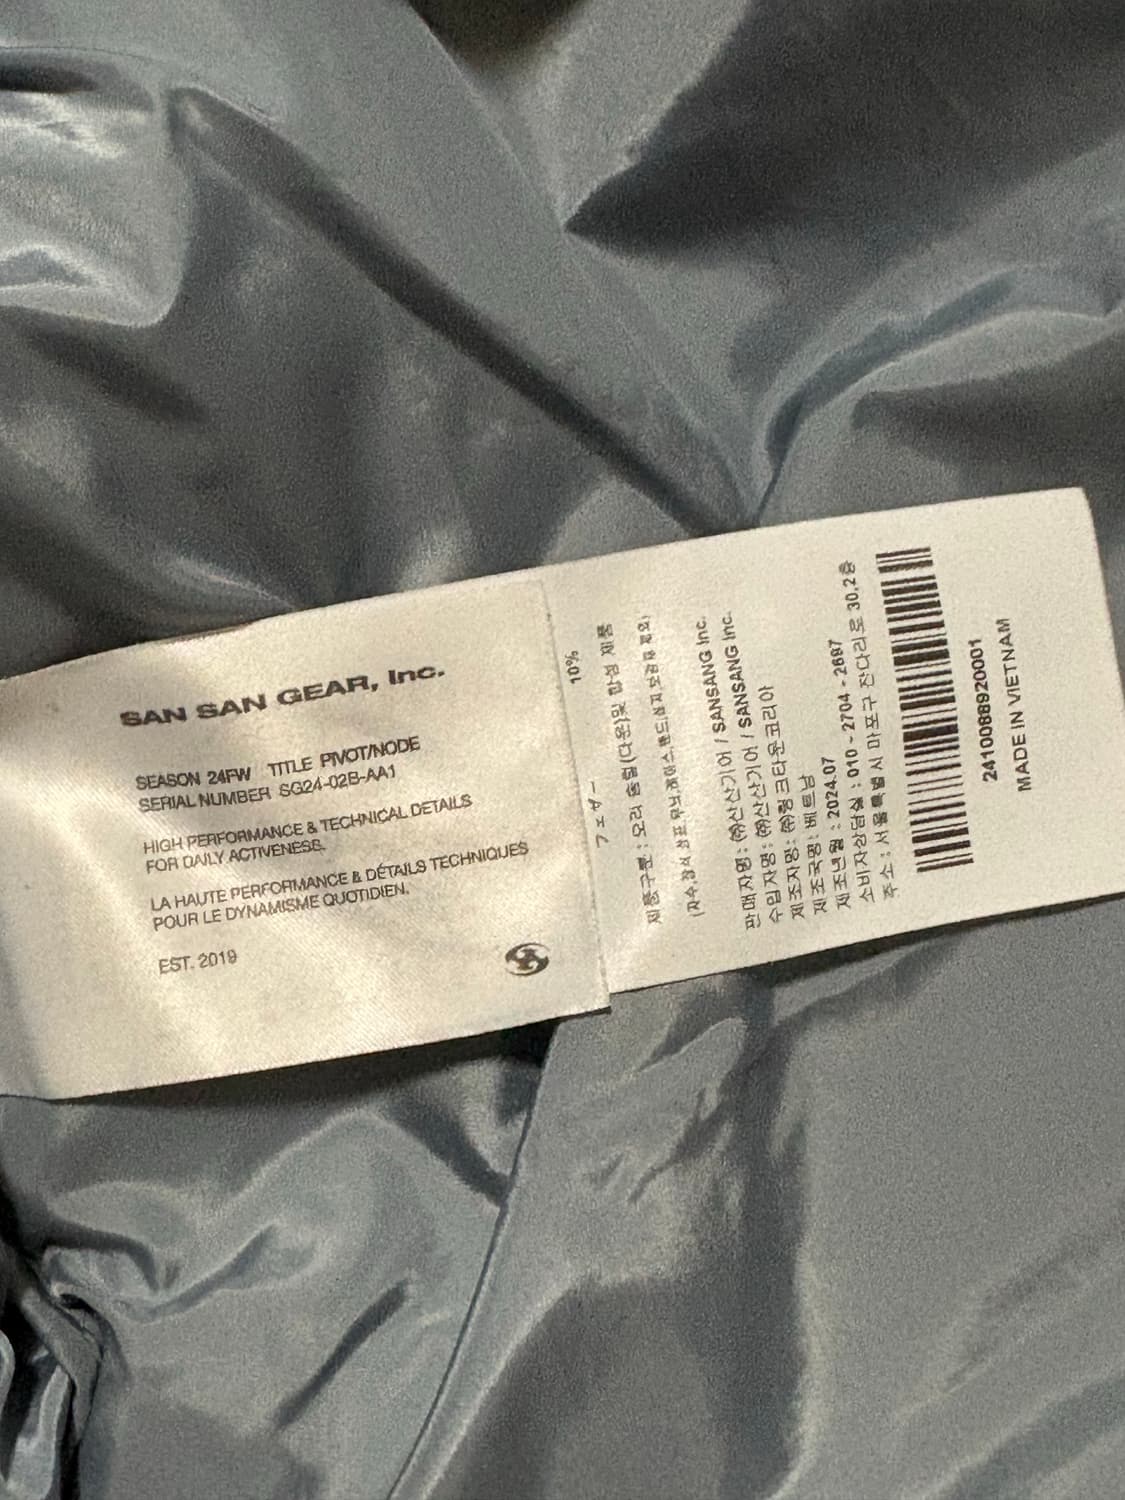 SAN SAN GEAR, Inc.
SEASON 24FW TITLE PIVOT/NODE
SERIAL NUMBER SG24-02B-AA1
HIGH PERFORMANCE & TECHNICAL DETAILS
FOR DAILY ACTIVENESS.
LA HAUTE PERFORMANCE & DÉTAILS TECHNIQUES
POUR LE DYNAMISME QUOTIDIEN.
EST. 2019
10%
フェザー
제품구분 : 오리 솜털(다운)및 합성 제품
판매자명 : ㈜산산기어 / SANSANG Inc.
수입자명 : ㈜산산기어 / SANSANG Inc.
제조자명 : ㈜링크타운코리아
제조국명 : 베트남
제조년월 : 2024.07
소비자상담실 : 010 - 2704 - 2697
주소 : 서울특별시 마포구 잔다리로 30,2층
2410088920001
MADE IN VIETNAM